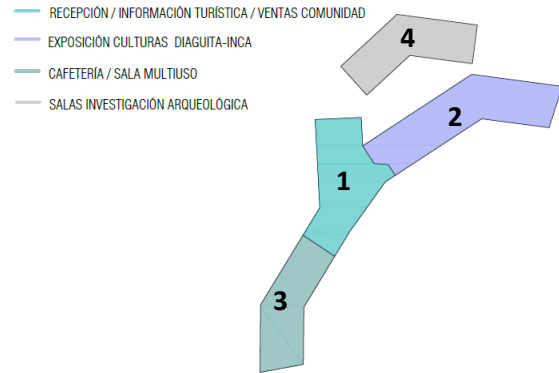 RECEPCIÓN / INFORMACIÓN TURÍSTICA / VENTAS COMUNIDAD
EXPOSICIÓN CULTURAS DIAGUITA-INCA
CAFETERÍA / SALA MULTIUSO
SALAS INVESTIGACIÓN ARQUEOLÓGICA
4
2
1
3